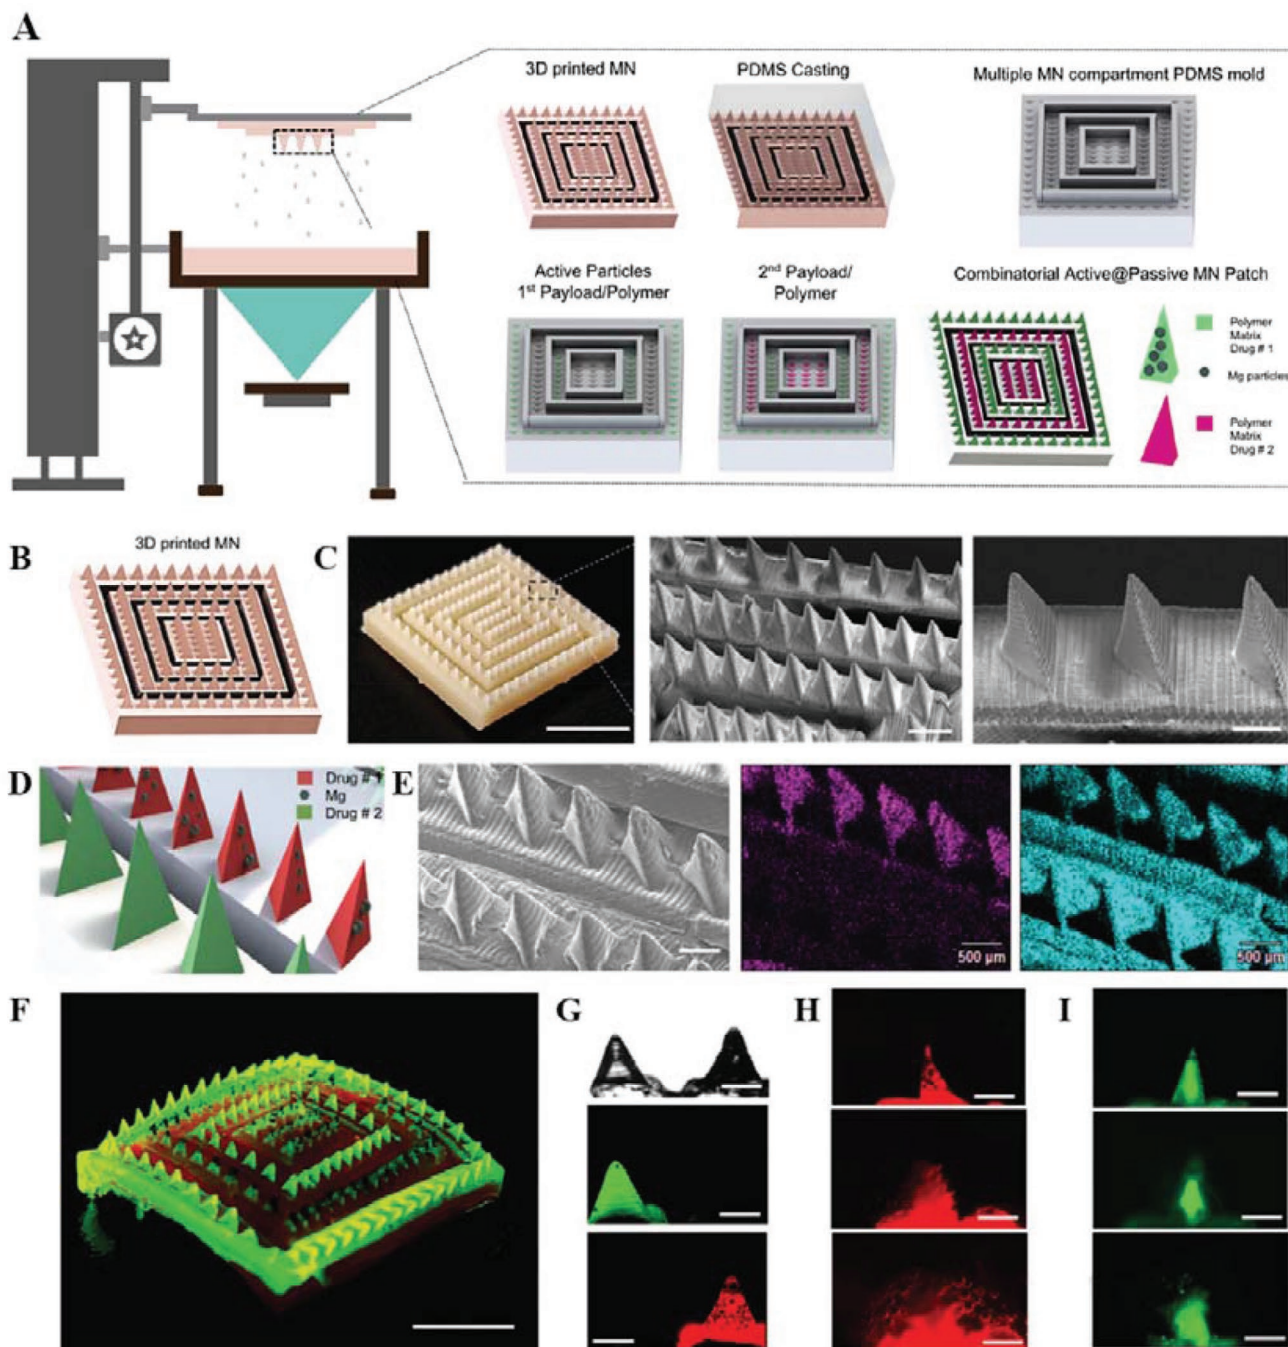 A
3D printed MN
PDMS Casting
Multiple MN compartment PDMS mold
Active Particles
1st Payload/Polymer
2nd Payload/
Polymer
Combinatorial Active@Passive MN Patch
Polymer
Matrix
Drug # 1
Mg particles
Polymer
Matrix
Drug # 2
B
3D printed MN
C
D
Drug # 1
Mg
Drug # 2
E
500 µm
500 µm
F
G
H
I